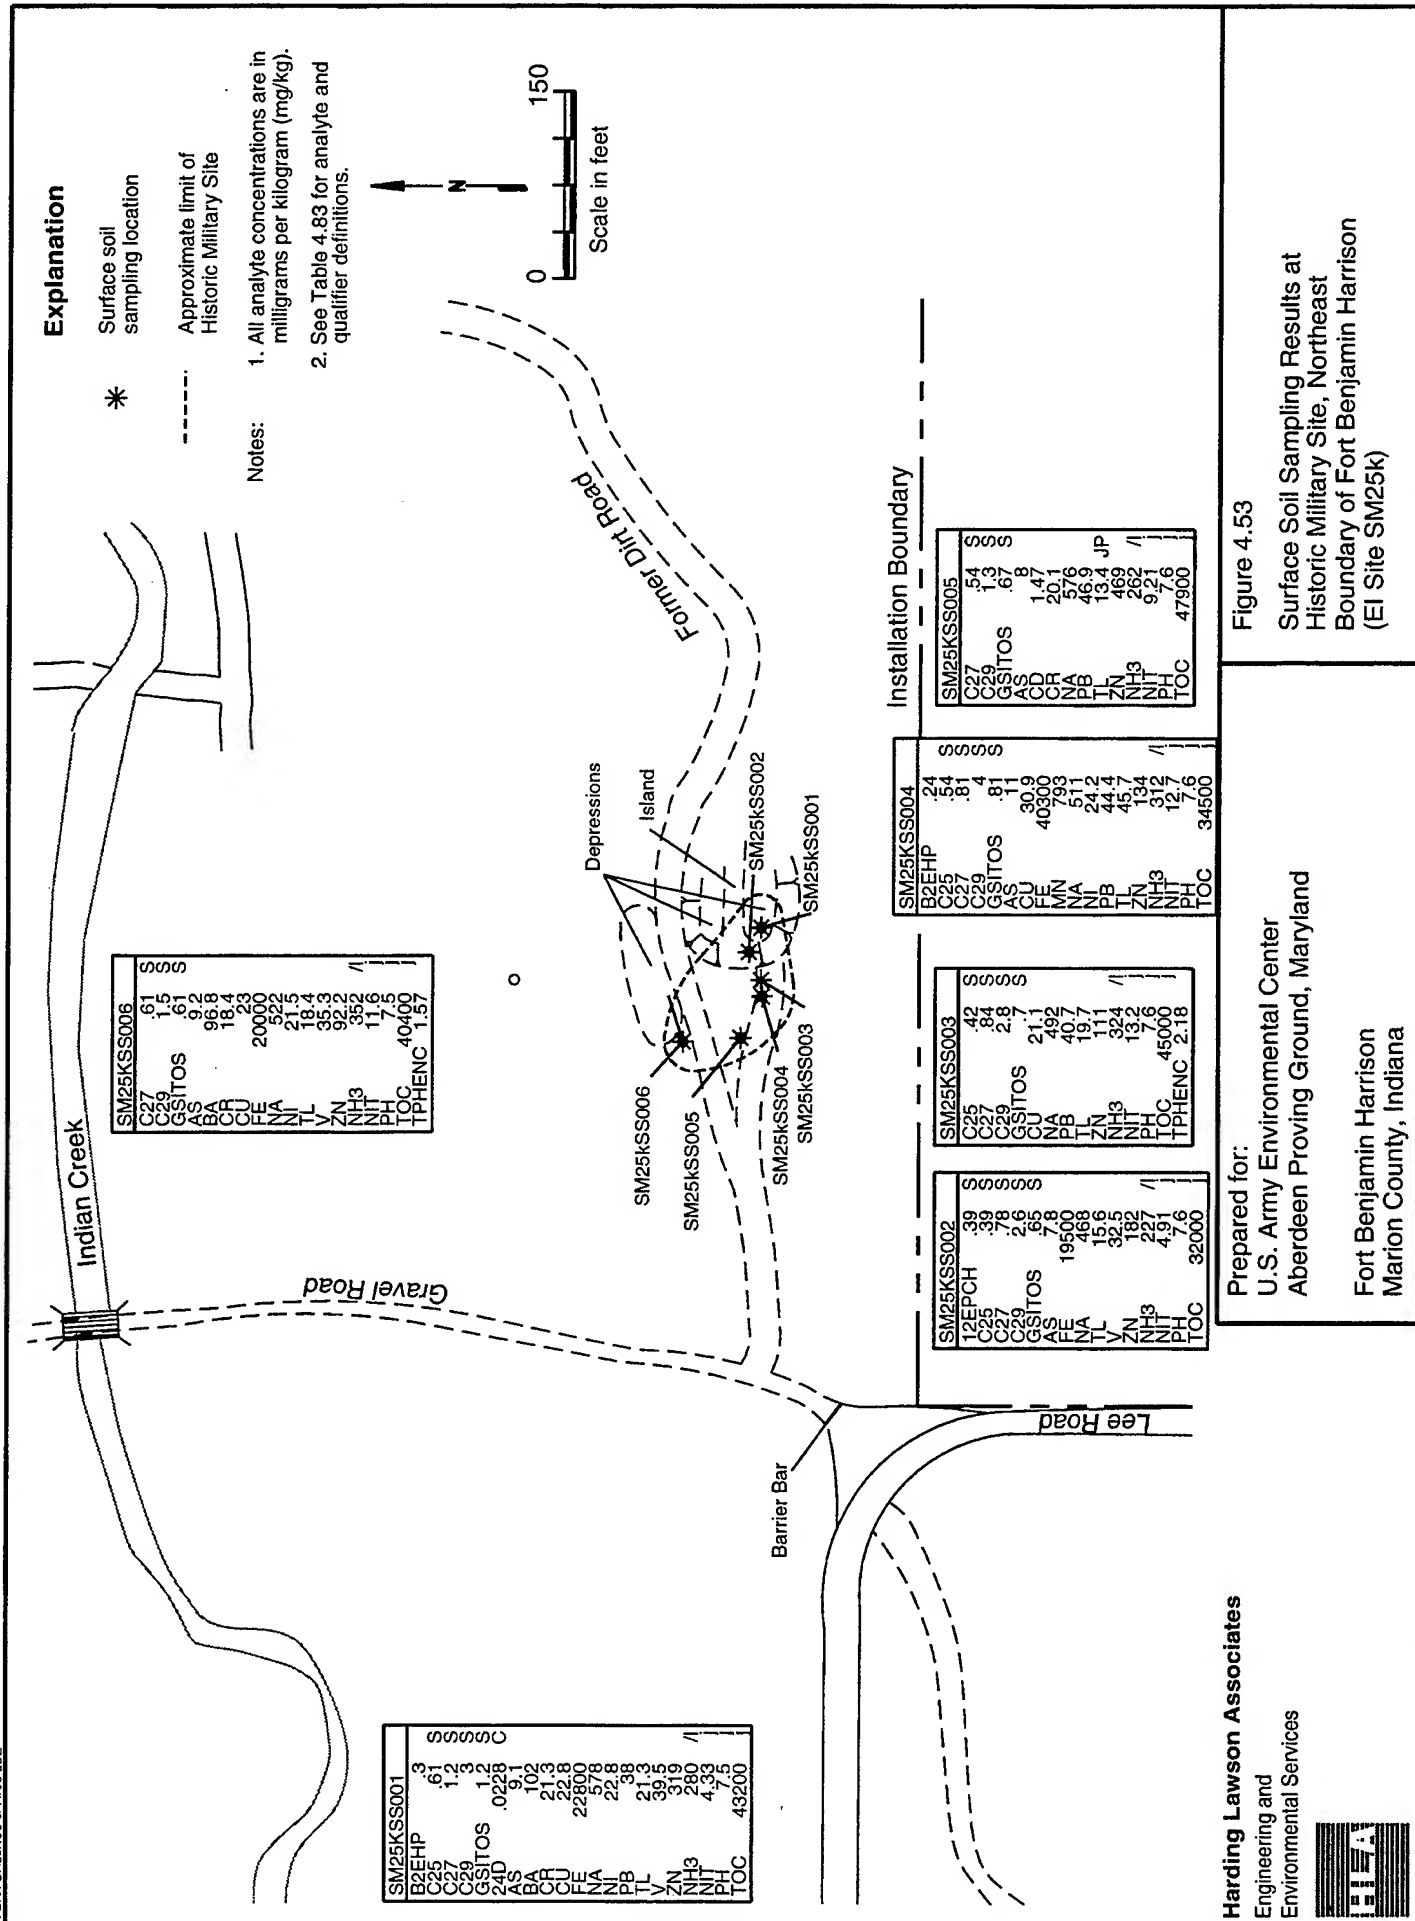 Explanation
Surface soil
sampling location
Approximate limit of
Historic Military Site
Notes:
1. All analyte concentrations are in
milligrams per kilogram (mg/kg).
2. See Table 4.83 for analyte and
qualifier definitions.
N
0 150
Scale in feet
Indian Creek
Gravel Road
Former Dirt Road
Depressions
Island
SM25kSS006
SM25kSS005
SM25kSS004
SM25kSS003
SM25kSS002
SM25kSS001
Barrier Bar
Lee Road
Installation Boundary
SM25KSS001
B2EHP .3
C25 .61 S
C27 1.2 S
C29 3 S
GSITOS 1.2 S
24D .0228 C
AS 9.1
BA 102
CR 21.3
CU 22.8
FE 22800
NA 578
NI 22.8
PB 38
TL 21.3
V 39.5
ZN 319
NH3 280
NIT 4.33
PH 7.5
TOC 43200
SM25KSS006
C27 .61 S
C29 1.5 S
GSITOS .61 S
AS 9.2
BA 96.8
CR 18.4
CU 23
FE 20000
NA 522
NI 21.5
TL 18.4
V 35.3
ZN 92.2
NH3 352
NIT 11.6
PH 7.5
TOC 40400
TPHENC 1.57
SM25KSS002
12EPCH .39 S
C25 .39 S
C27 .78 S
C29 2.6 S
GSITOS .65 S
AS 7.8
FE 19500
NA 468
TL 15.6
V 32.5
ZN 182
NH3 227
NIT 4.91
PH 7.6
TOC 32000
SM25KSS003
C25 .42 S
C27 .84 S
C29 2.8 S
GSITOS .7 S
CU 21.1
NA 492
PB 40.7
TL 19.7
ZN 111
NH3 324
NIT 13.2
PH 7.6
TOC 45000
TPHENC 2.18
SM25KSS004
B2EHP .24
C25 .54 S
C27 .81 S
C29 4 S
GSITOS .81 S
AS 11
CU 30.9
FE 40300
MN 793
NA 511
NI 24.2
PB 44.4
TL 45.7
ZN 134
NH3 312
NIT 12.7
PH 7.6
TOC 34500
SM25KSS005
C27 .54 S
C29 1.3 S
GSITOS .67 S
AS 8
CD 1.47
CR 20.1
NA 576
PB 46.9
TL 13.4 JP
ZN 469
NH3 262
NIT 9.21
PH 7.6
TOC 47900
Harding Lawson Associates
Engineering and
Environmental Services
Prepared for:
U.S. Army Environmental Center
Aberdeen Proving Ground, Maryland
Fort Benjamin Harrison
Marion County, Indiana
Figure 4.53
Surface Soil Sampling Results at
Historic Military Site, Northeast
Boundary of Fort Benjamin Harrison
(EI Site SM25k)